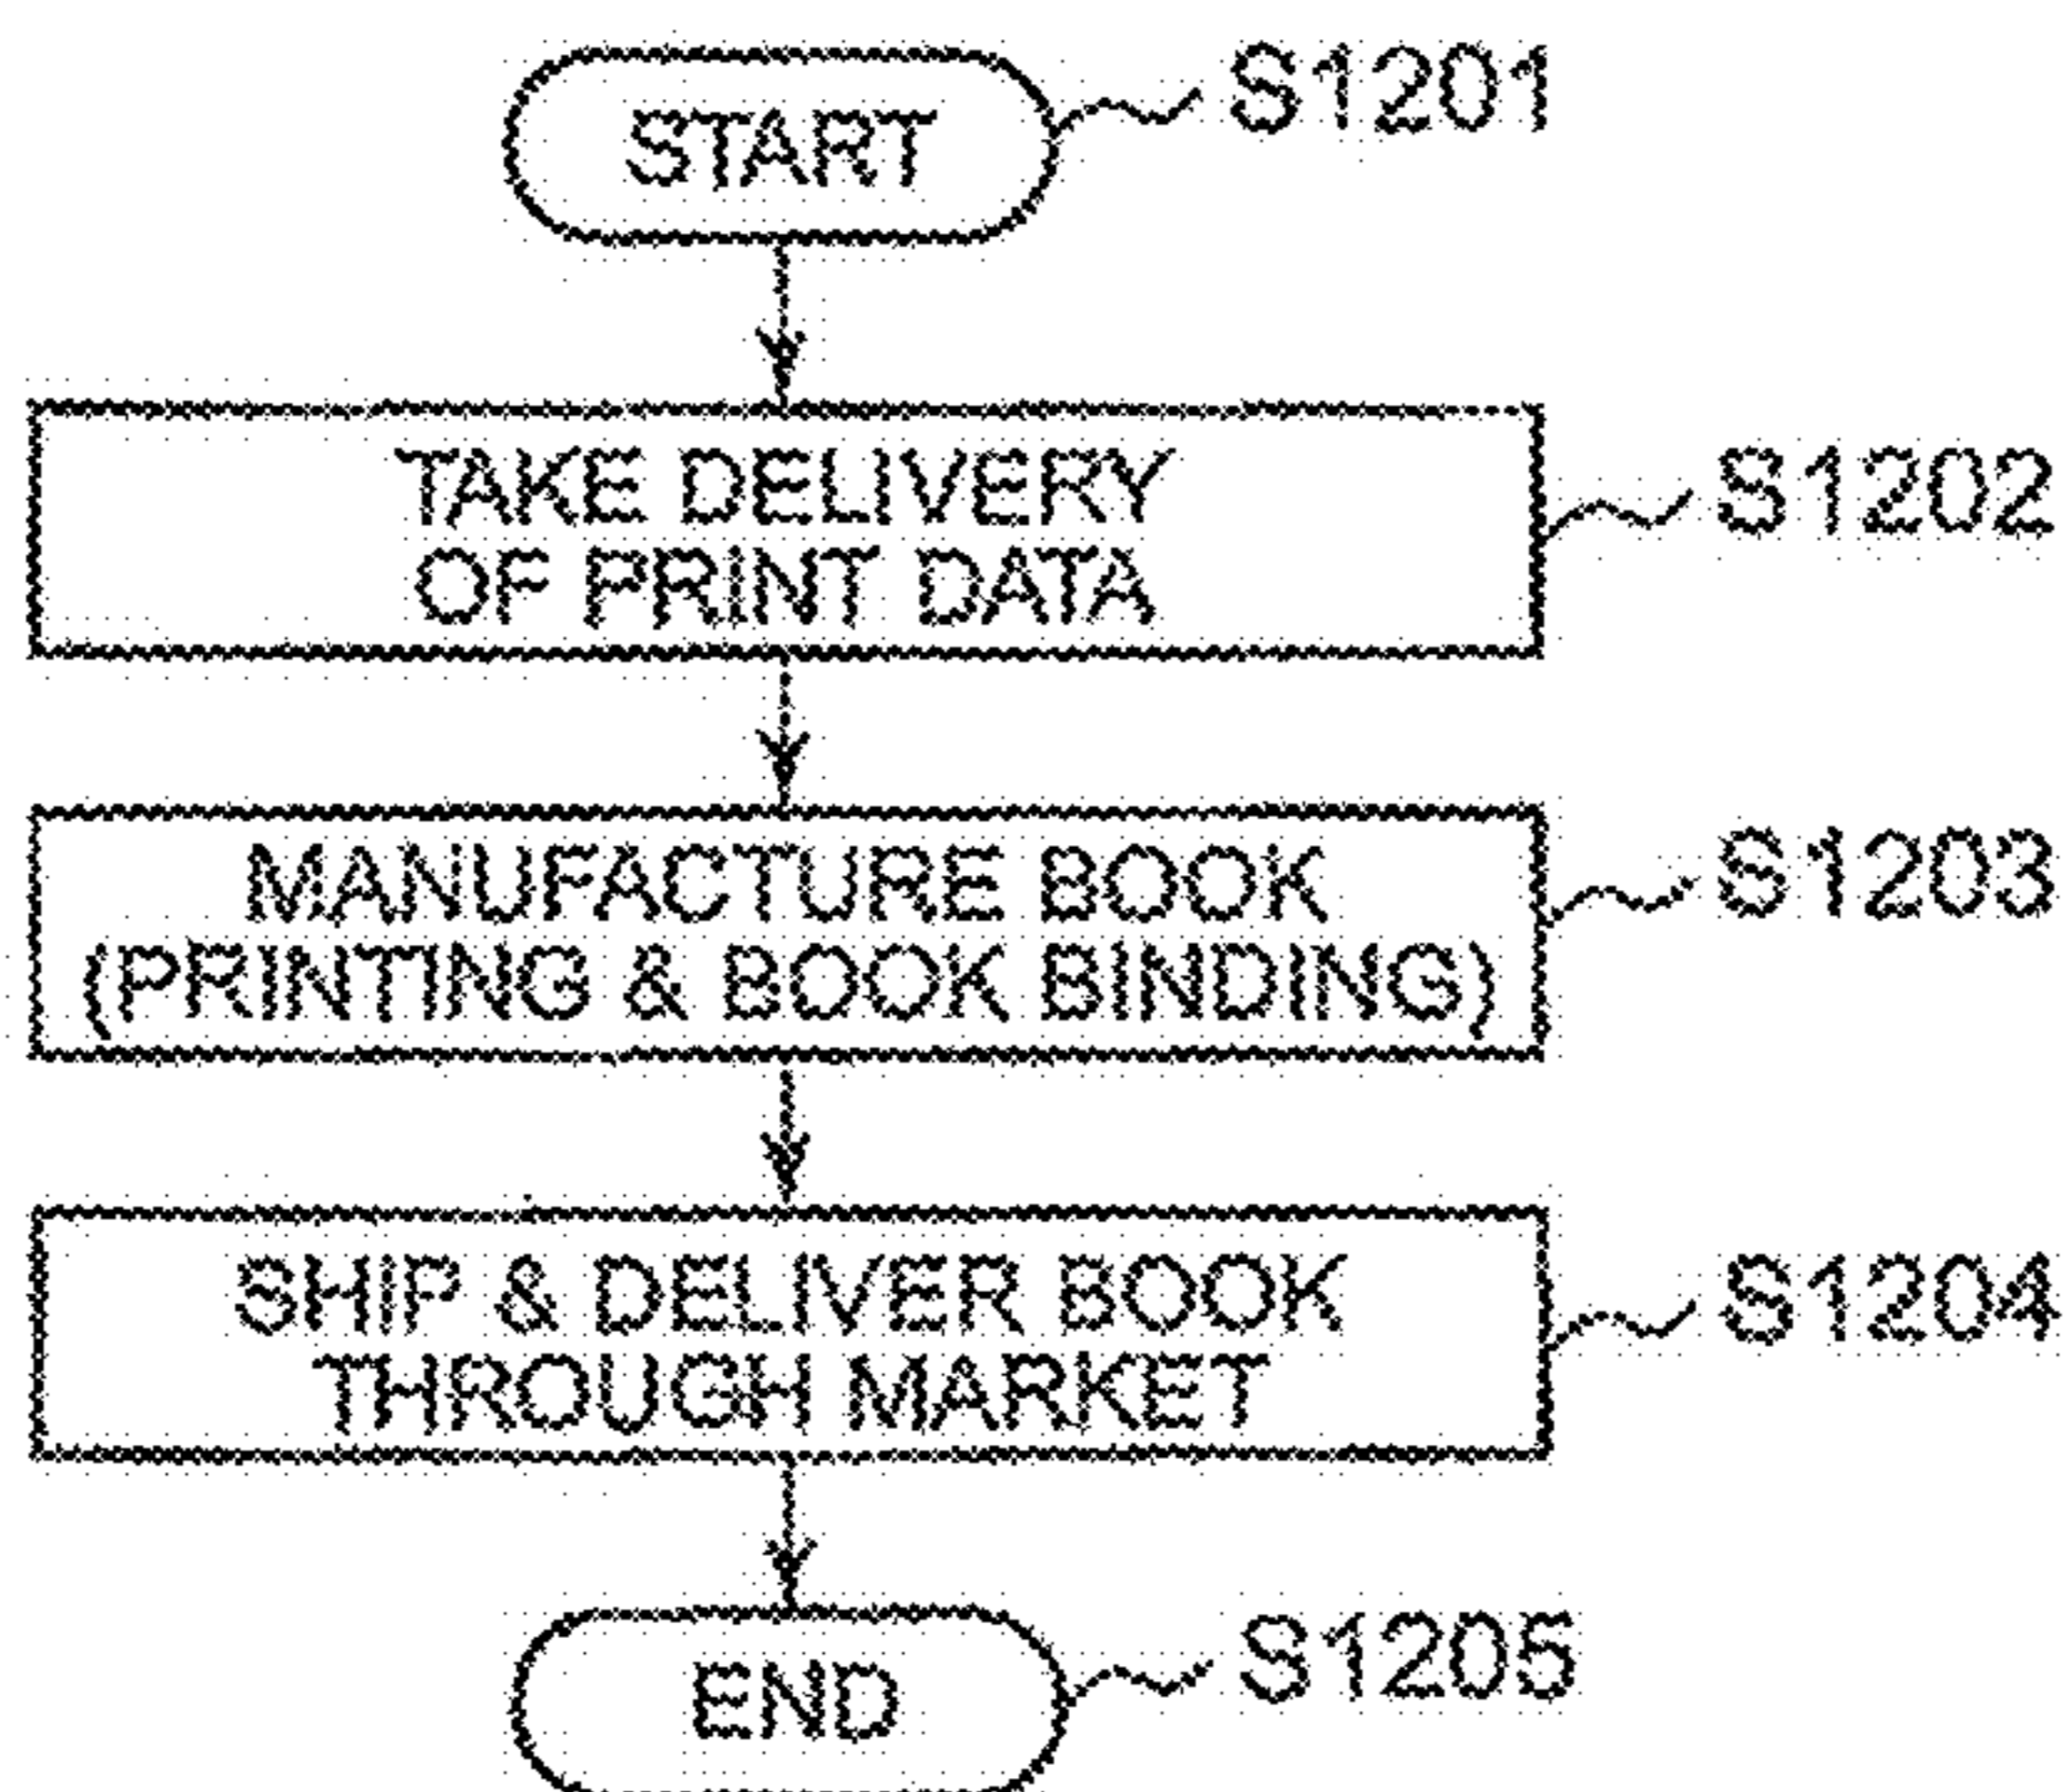 START
S1201
TAKE DELIVERY
OF PRINT DATA
S1202
MANUFACTURE BOOK
(PRINTING & BOOK BINDING)
S1203
SHIP & DELIVER BOOK
THROUGH MARKET
S1204
END
S1205